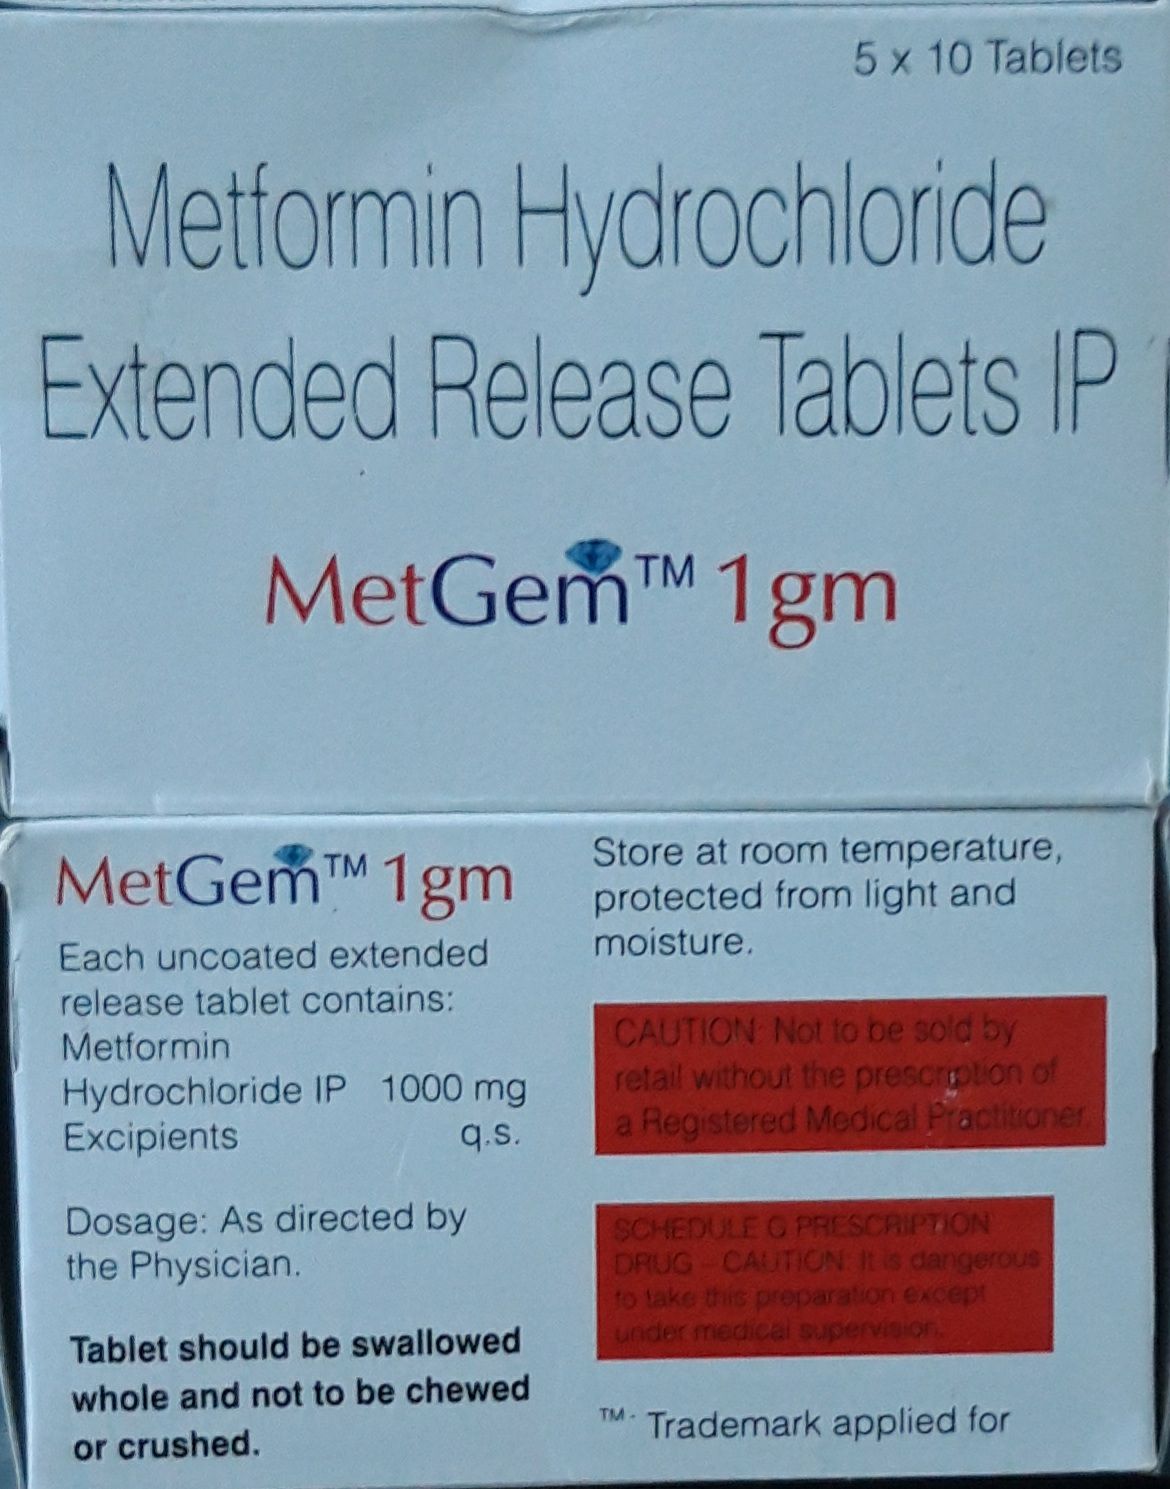 5 x 10 Tablets
Metformin Hydrochloride
Extended Release Tablets IP
MetGem™ 1gm
MetGem™ 1gm
Each uncoated extended
release tablet contains:
Metformin
Hydrochloride IP 1000 mg
Excipients q.s.
Dosage: As directed by
the Physician.
Tablet should be swallowed
whole and not to be chewed
or crushed.
Store at room temperature,
protected from light and
moisture.
CAUTION: Not to be sold by
retail without the prescription of
a Registered Medical Practitioner.
SCHEDULE G PRESCRIPTION
DRUG - CAUTION: It is dangerous
to take this preparation except
under medical supervision.
™ - Trademark applied for